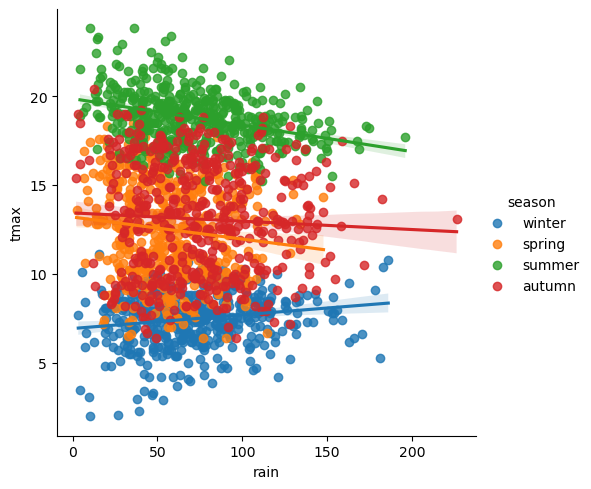 20
15
10
5
tmax
0
50
100
150
200
rain
season
winter
spring
summer
autumn